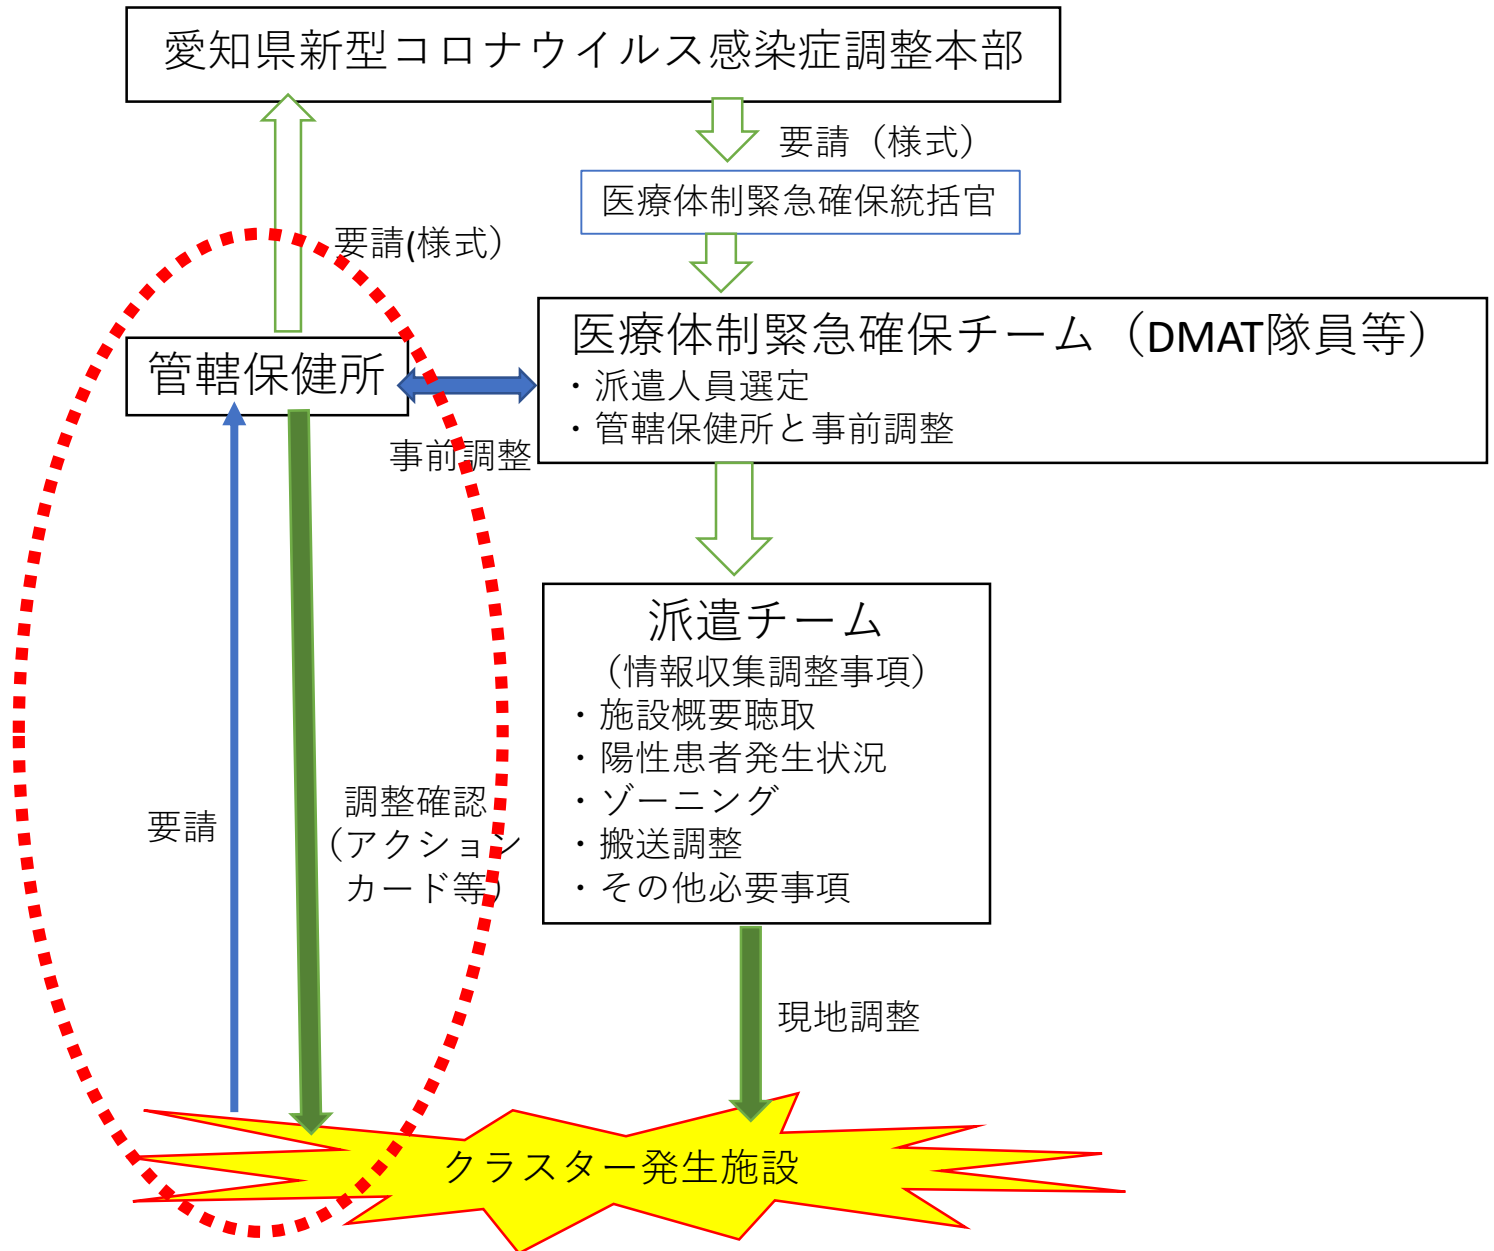 愛知県新型コロナウイルス感染症調整本部
要請（様式）
医療体制緊急確保統括官
要請(様式）
医療体制緊急確保チーム（DMAT隊員等）
・派遣人員選定
・管轄保健所と事前調整
管轄保健所
事前調整
派遣チーム
（情報収集調整事項）
・施設概要聴取
・陽性患者発生状況
・ゾーニング
・搬送調整
・その他必要事項
要請
調整確認
（アクション
カード等）
現地調整
クラスター発生施設